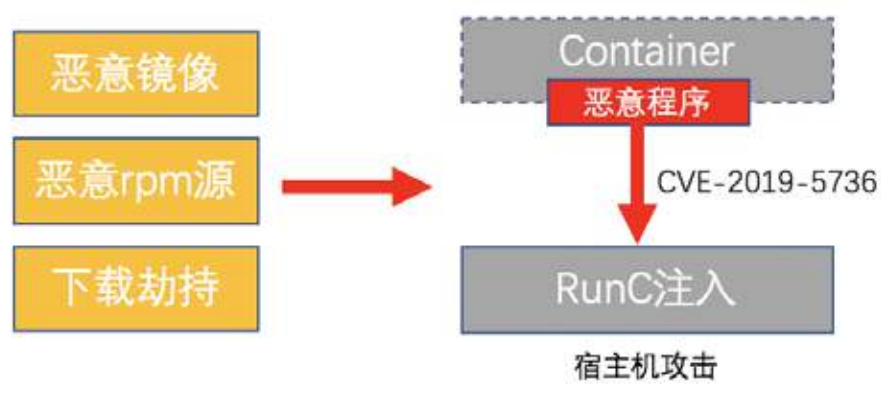 恶意镜像
恶意rpm源
下载劫持
Container
恶意程序
CVE-2019-5736
RunC注入
宿主机攻击